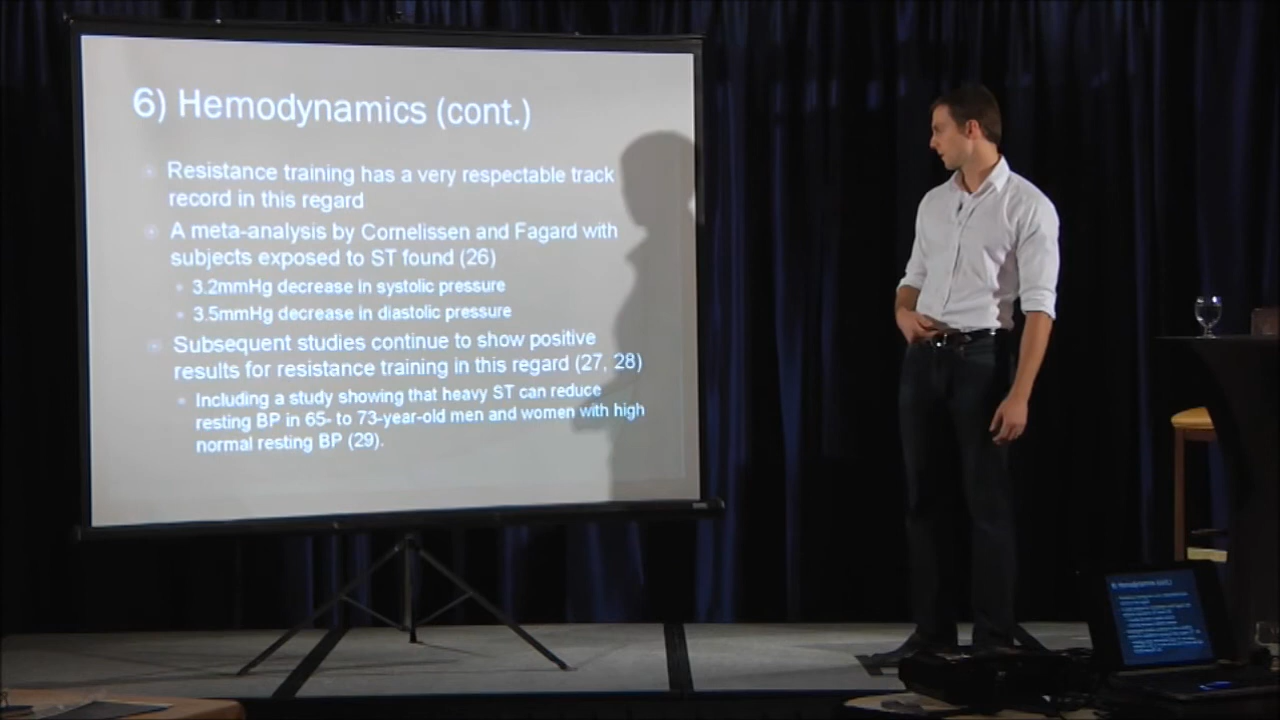 6) Hemodynamics (cont.)
Resistance training has a very respectable track
record in this regard
A meta-analysis by Cornelissen and Fagard with
subjects exposed to ST found (26)
3.2mmHg decrease in systolic pressure
3.5mmHg decrease in diastolic pressure
Subsequent studies continue to show positive
results for resistance training in this regard (27, 28)
Including a study showing that heavy ST can reduce
resting BP in 65- to 73-year-old men and women with high
normal resting BP (29).
6) Hemodynamics (cont.)